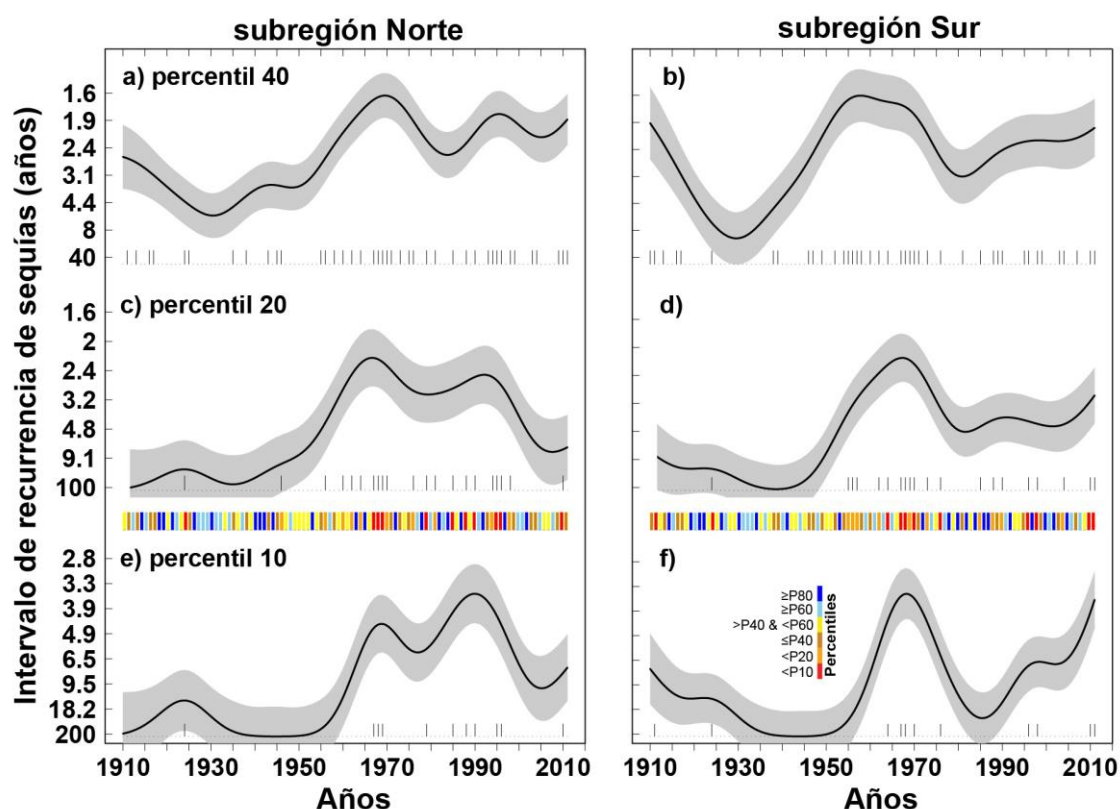 subregión Norte
subregión Sur
Intervalo de recurrencia de sequías (años)
a) percentil 40
b)
1.6
1.9
2.4
3.1
4.4
8
40
c) percentil 20
d)
1.6
2
2.4
3.2
4.8
9.1
100
e) percentil 10
f)
2.8
3.3
3.9
4.9
6.5
9.5
18.2
200
≥P80
≥P60
>P40 & <P60
≤P40
<P20
<P10
Percentiles
1910 1930 1950 1970 1990 2010
1910 1930 1950 1970 1990 2010
Años
Años